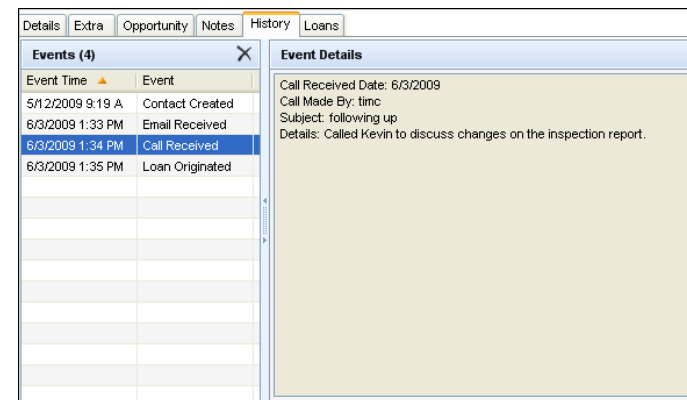 Details Extra Opportunity Notes History Loans
Events (4)
Event Time Event
5/12/2009 9:19 A Contact Created
6/3/2009 1:33 PM Email Received
6/3/2009 1:34 PM Call Received
6/3/2009 1:35 PM Loan Originated
Event Details
Call Received Date: 6/3/2009
Call Made By: timc
Subject: following up
Details: Called Kevin to discuss changes on the inspection report.